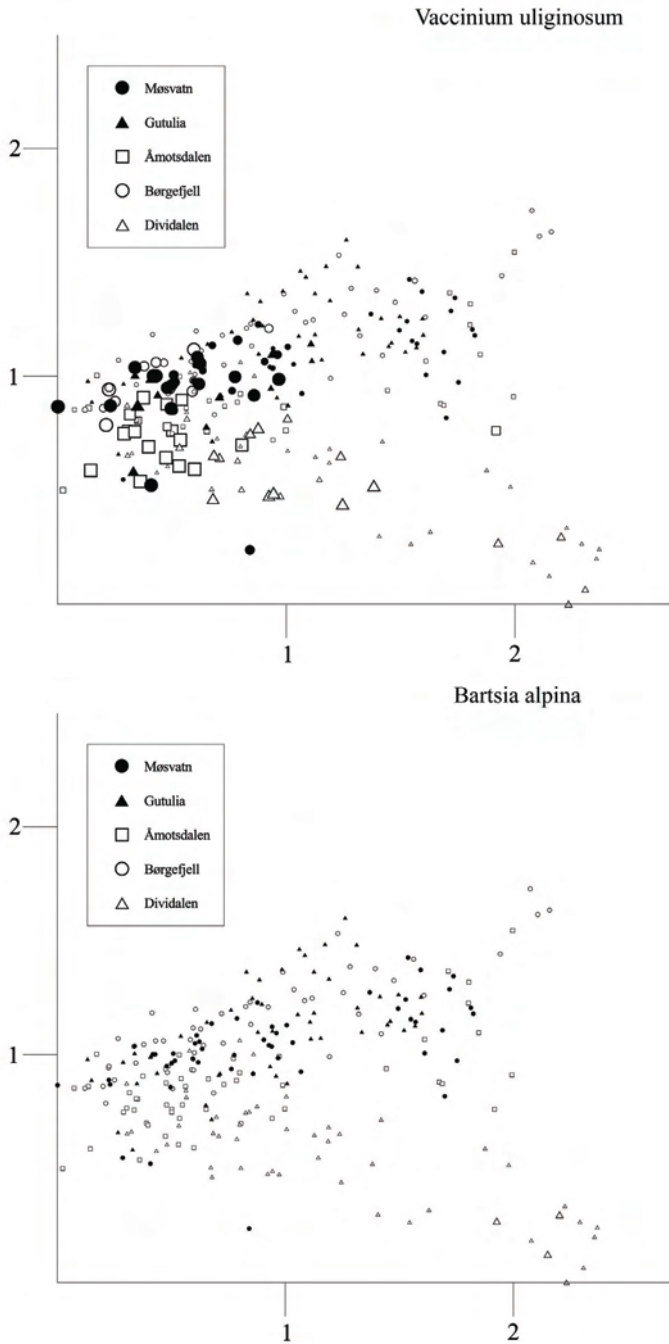 Vaccinium uliginosum
2
Møsvatn
Gutulia
Åmotsdalen
Børgefjell
Dividalen
1
1
2
Bartsia alpina
Møsvatn
2
Gutulia
Åmotsdalen
Børgefjell
Dividalen
1
1
2